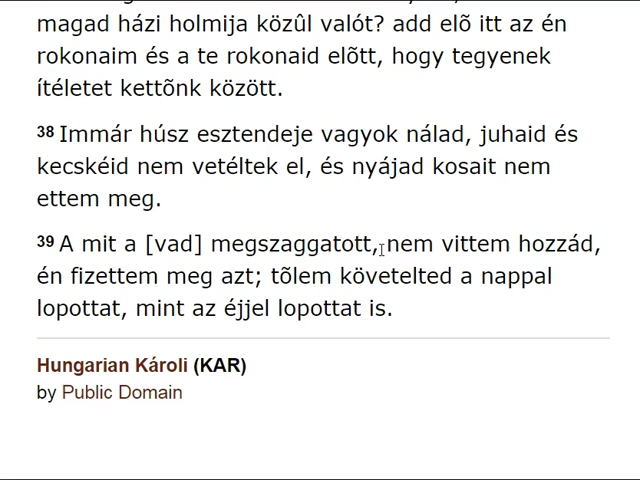 magad házi holmija közûl valót? add elõ itt az én
rokonaim és a te rokonaid elõtt, hogy tegyenek
ítéletet kettõnk között.
38 Immár húsz esztendeje vagyok nálad, juhaid és
kecskéid nem vetéltek el, és nyájad kosait nem
ettem meg.
39 A mit a [vad] megszaggatott, nem vittem hozzád,
én fizettem meg azt; tõlem követelted a nappal
lopottat, mint az éjjel lopottat is.
Hungarian Károli (KAR)
by Public Domain